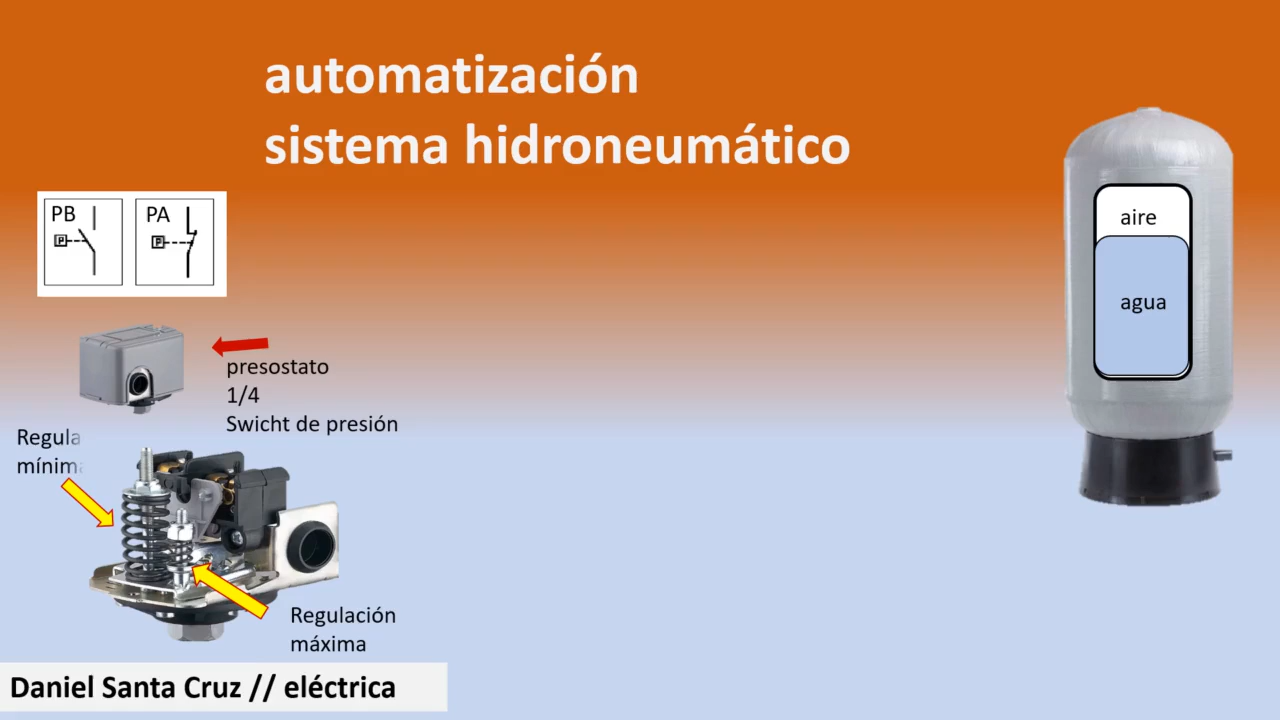 automatización
sistema hidroneumático
PB
PA
P
P
aire
agua
presostato
1/4
Swicht de presión
Regulación
máxima
Daniel Santa Cruz // eléctrica